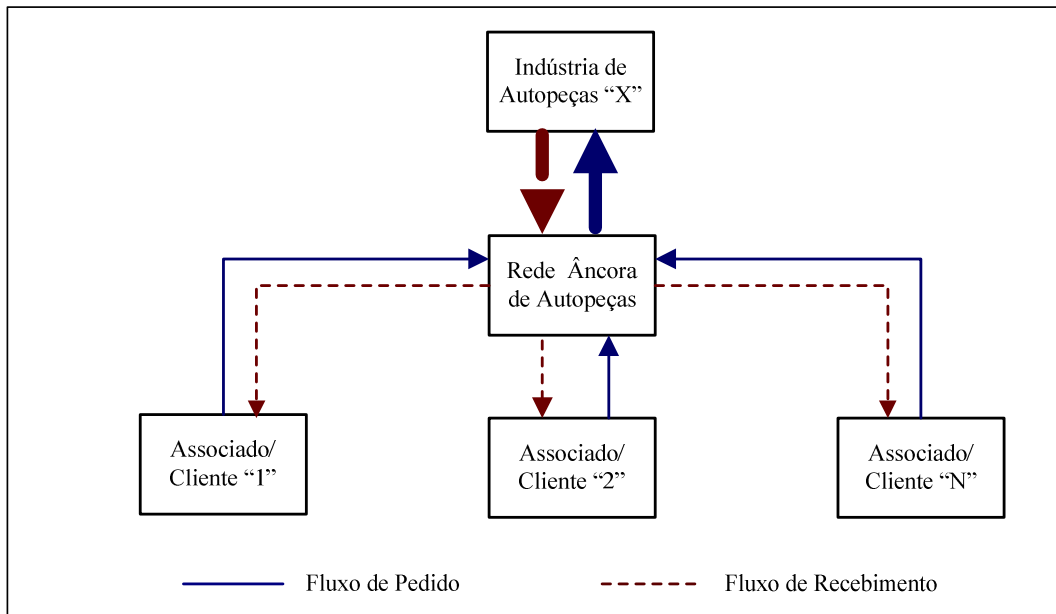 Indústria de
Autopeças “X”
Rede Âncora
de Autopeças
Associado/
Cliente “1”
Associado/
Cliente “2”
Associado/
Cliente “N”
Fluxo de Pedido
Fluxo de Recebimento